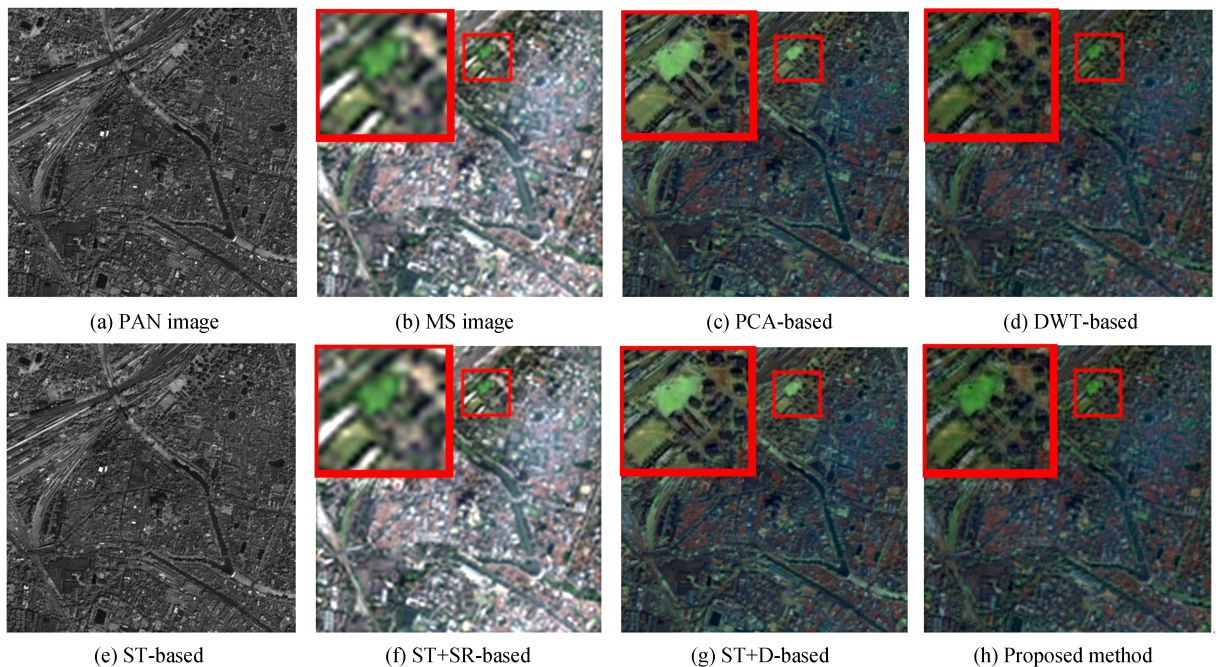 (a) PAN image
(b) MS image
(c) PCA-based
(d) DWT-based
(e) ST-based
(f) ST+SR-based
(g) ST+D-based
(h) Proposed method